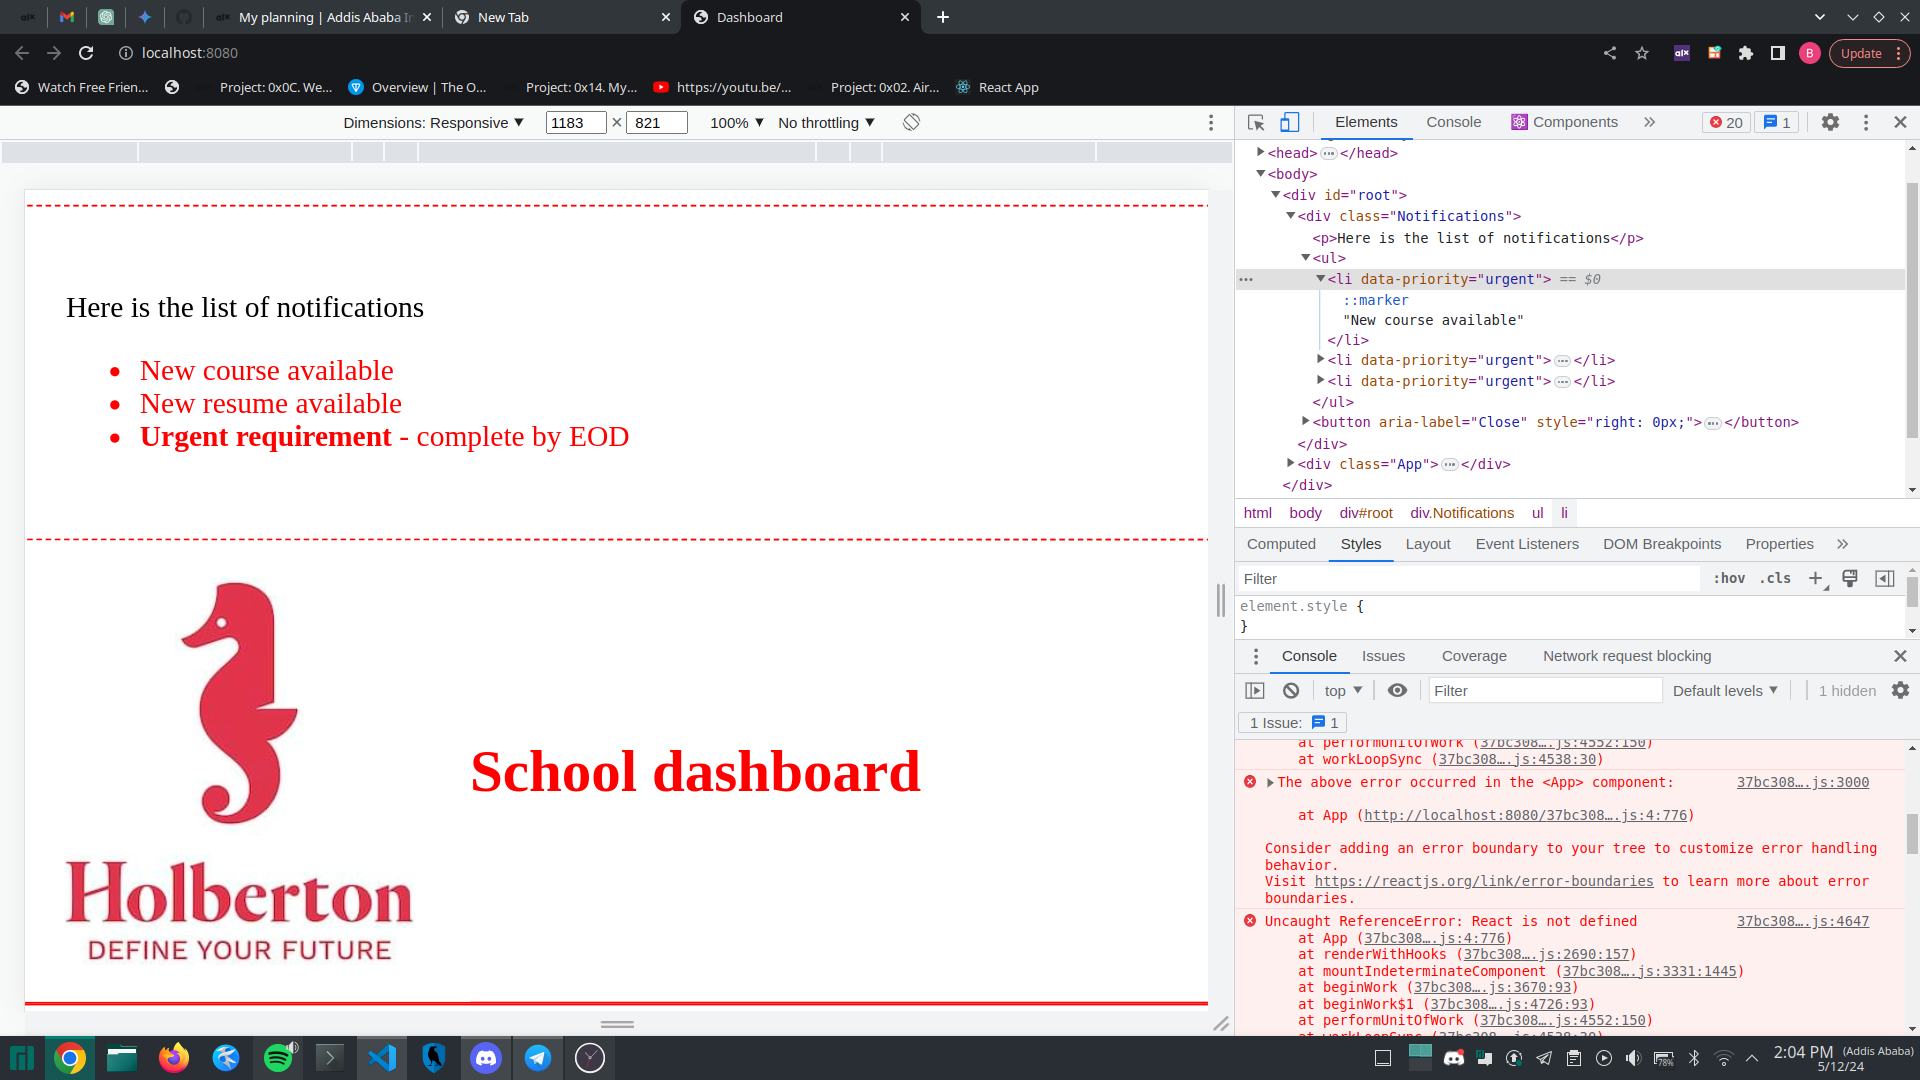 My planning | Addis Ababa In
New Tab
Dashboard
localhost:8080
B
Update
Watch Free Frien...
Project: 0x0C. We...
Overview | The O...
Project: 0x14. My...
https://youtu.be/...
Project: 0x02. Air...
React App
Dimensions: Responsive
1183 × 821
100%
No throttling
Elements
Console
Components
20
1
Here is the list of notifications
New course available
New resume available
Urgent requirement - complete by EOD
School dashboard
Holberton
DEFINE YOUR FUTURE
<head> </head>
<body>
<div id="root">
<div class="Notifications">
<p>Here is the list of notifications</p>
<ul>
<li data-priority="urgent"> == $0
::marker
"New course available"
</li>
<li data-priority="urgent"> </li>
<li data-priority="urgent"> </li>
</ul>
<button aria-label="Close" style="right: 0px;"> </button>
</div>
<div class="App"> </div>
</div>
html body div#root div.Notifications ul li
Computed Styles Layout Event Listeners DOM Breakpoints Properties
Filter
:hov .cls
element.style {
}
Console Issues Coverage Network request blocking
top
Filter
Default levels
1 hidden
1 Issue: 1
at performUnitOfWork (37bc308….js:4552:150)
at workLoopSync (37bc308….js:4538:30)
The above error occurred in the <App> component: 37bc308….js:3000
at App (http://localhost:8080/37bc308….js:4:776)
Consider adding an error boundary to your tree to customize error handling
behavior.
Visit https://reactjs.org/link/error-boundaries to learn more about error
boundaries.
Uncaught ReferenceError: React is not defined 37bc308….js:4647
at App (37bc308….js:4:776)
at renderWithHooks (37bc308….js:2690:157)
at mountIndeterminateComponent (37bc308….js:3331:1445)
at beginWork (37bc308….js:3670:93)
at beginWork$1 (37bc308….js:4726:93)
at performUnitOfWork (37bc308….js:4552:150)
at workLoopSync (37bc308….js:4538:30)
78%
2:04 PM (Addis Ababa)
5/12/24